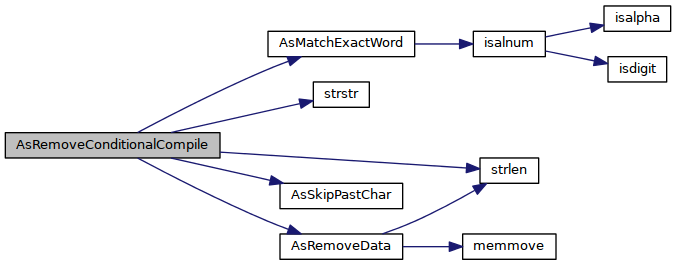 isalpha
AsMatchExactWord
isalnum
isdigit
strstr
AsRemoveConditionalCompile
strlen
AsSkipPastChar
AsRemoveData
memmove